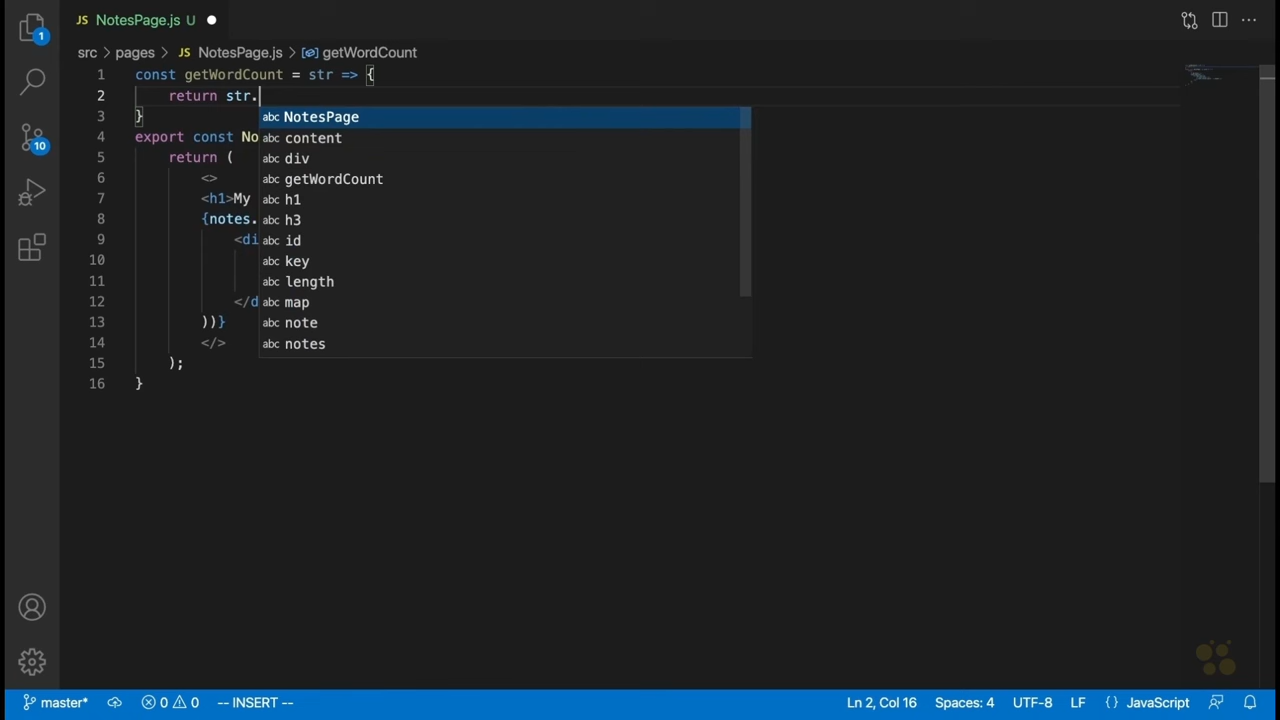 JS NotesPage.js U
1
src > pages > JS NotesPage.js > getWordCount
1 const getWordCount = str => {
2 return str.
3 }
4 export const No
5 return (
6 <>
7 <h1>My
8 {notes.
9 <di
10
11
12 </d
13 ))}
14 </>
15 );
16 }
abc NotesPage
abc content
abc div
abc getWordCount
abc h1
abc h3
abc id
abc key
abc length
abc map
abc note
abc notes
10
master* 0 0 -- INSERT -- Ln 2, Col 16 Spaces: 4 UTF-8 LF {} JavaScript